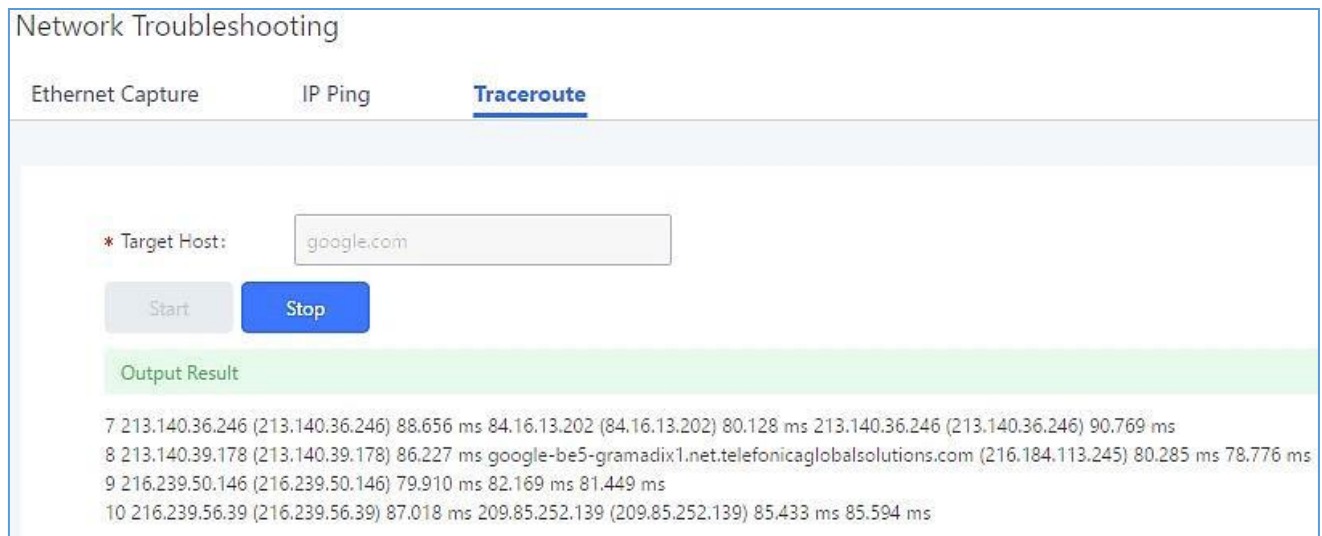 Network Troubleshooting
Ethernet Capture IP Ping Traceroute
* Target Host: google.com
Start Stop
Output Result
7 213.140.36.246 (213.140.36.246) 88.656 ms 84.16.13.202 (84.16.13.202) 80.128 ms 213.140.36.246 (213.140.36.246) 90.769 ms
8 213.140.39.178 (213.140.39.178) 86.227 ms google-be5-gramadix1.net.telefonicaglobalsolutions.com (216.184.113.245) 80.285 ms 78.776 ms
9 216.239.50.146 (216.239.50.146) 79.910 ms 82.169 ms 81.449 ms
10 216.239.56.39 (216.239.56.39) 87.018 ms 209.85.252.139 (209.85.252.139) 85.433 ms 85.594 ms